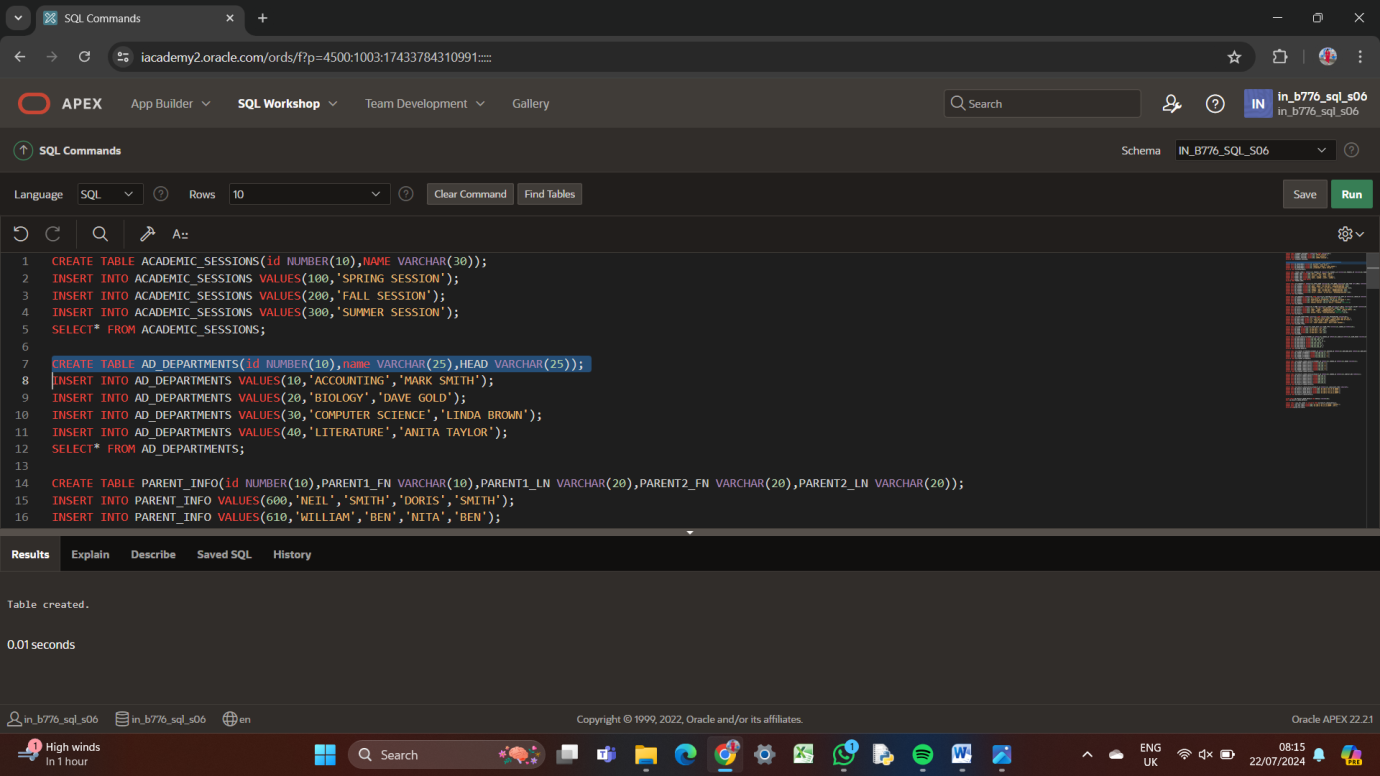 SQL Commands
iacademy2.oracle.com/ords/f?p=4500:1003:17433784310991:::::
APEX App Builder SQL Workshop Team Development Gallery Search IN in_b776_sql_s06
in_b776_sql_s06
SQL Commands Schema IN_B776_SQL_S06
Language SQL Rows 10 Clear Command Find Tables Save Run
A::
1 CREATE TABLE ACADEMIC_SESSIONS(id NUMBER(10),NAME VARCHAR(30));
2 INSERT INTO ACADEMIC_SESSIONS VALUES(100,'SPRING SESSION');
3 INSERT INTO ACADEMIC_SESSIONS VALUES(200,'FALL SESSION');
4 INSERT INTO ACADEMIC_SESSIONS VALUES(300,'SUMMER SESSION');
5 SELECT* FROM ACADEMIC_SESSIONS;
6
7 CREATE TABLE AD_DEPARTMENTS(id NUMBER(10),name VARCHAR(25),HEAD VARCHAR(25));
8 INSERT INTO AD_DEPARTMENTS VALUES(10,'ACCOUNTING','MARK SMITH');
9 INSERT INTO AD_DEPARTMENTS VALUES(20,'BIOLOGY','DAVE GOLD');
10 INSERT INTO AD_DEPARTMENTS VALUES(30,'COMPUTER SCIENCE','LINDA BROWN');
11 INSERT INTO AD_DEPARTMENTS VALUES(40,'LITERATURE','ANITA TAYLOR');
12 SELECT* FROM AD_DEPARTMENTS;
13
14 CREATE TABLE PARENT_INFO(id NUMBER(10),PARENT1_FN VARCHAR(10),PARENT1_LN VARCHAR(20),PARENT2_FN VARCHAR(20),PARENT2_LN VARCHAR(20));
15 INSERT INTO PARENT_INFO VALUES(600,'NEIL','SMITH','DORIS','SMITH');
16 INSERT INTO PARENT_INFO VALUES(610,'WILLIAM','BEN','NITA','BEN');
Results Explain Describe Saved SQL History
Table created.
0.01 seconds
in_b776_sql_s06 in_b776_sql_s06 en Copyright © 1999, 2022, Oracle and/or its affiliates. Oracle APEX 22.2.1
1 High winds
In 1 hour
Search
1
ENG
UK
08:15
22/07/2024
PRE